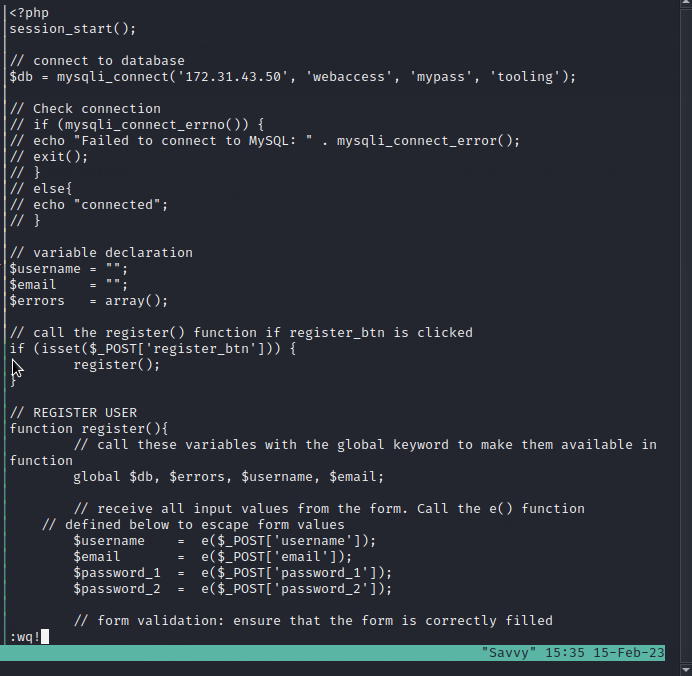 <?php
session_start();

// connect to database
$db = mysqli_connect('172.31.43.50', 'webaccess', 'mypass', 'tooling');

// Check connection
// if (mysqli_connect_errno()) {
// echo "Failed to connect to MySQL: " . mysqli_connect_error();
// exit();
// }
// else{
// echo "connected";
// }

// variable declaration
$username = "";
$email    = "";
$errors   = array();

// call the register() function if register_btn is clicked
if (isset($_POST['register_btn'])) {
        register();
}

// REGISTER USER
function register(){
        // call these variables with the global keyword to make them available in
function
        global $db, $errors, $username, $email;

        // receive all input values from the form. Call the e() function
    // defined below to escape form values
        $username    =  e($_POST['username']);
        $email       =  e($_POST['email']);
        $password_1  =  e($_POST['password_1']);
        $password_2  =  e($_POST['password_2']);

        // form validation: ensure that the form is correctly filled
:wq!
"Savvy" 15:35 15-Feb-23